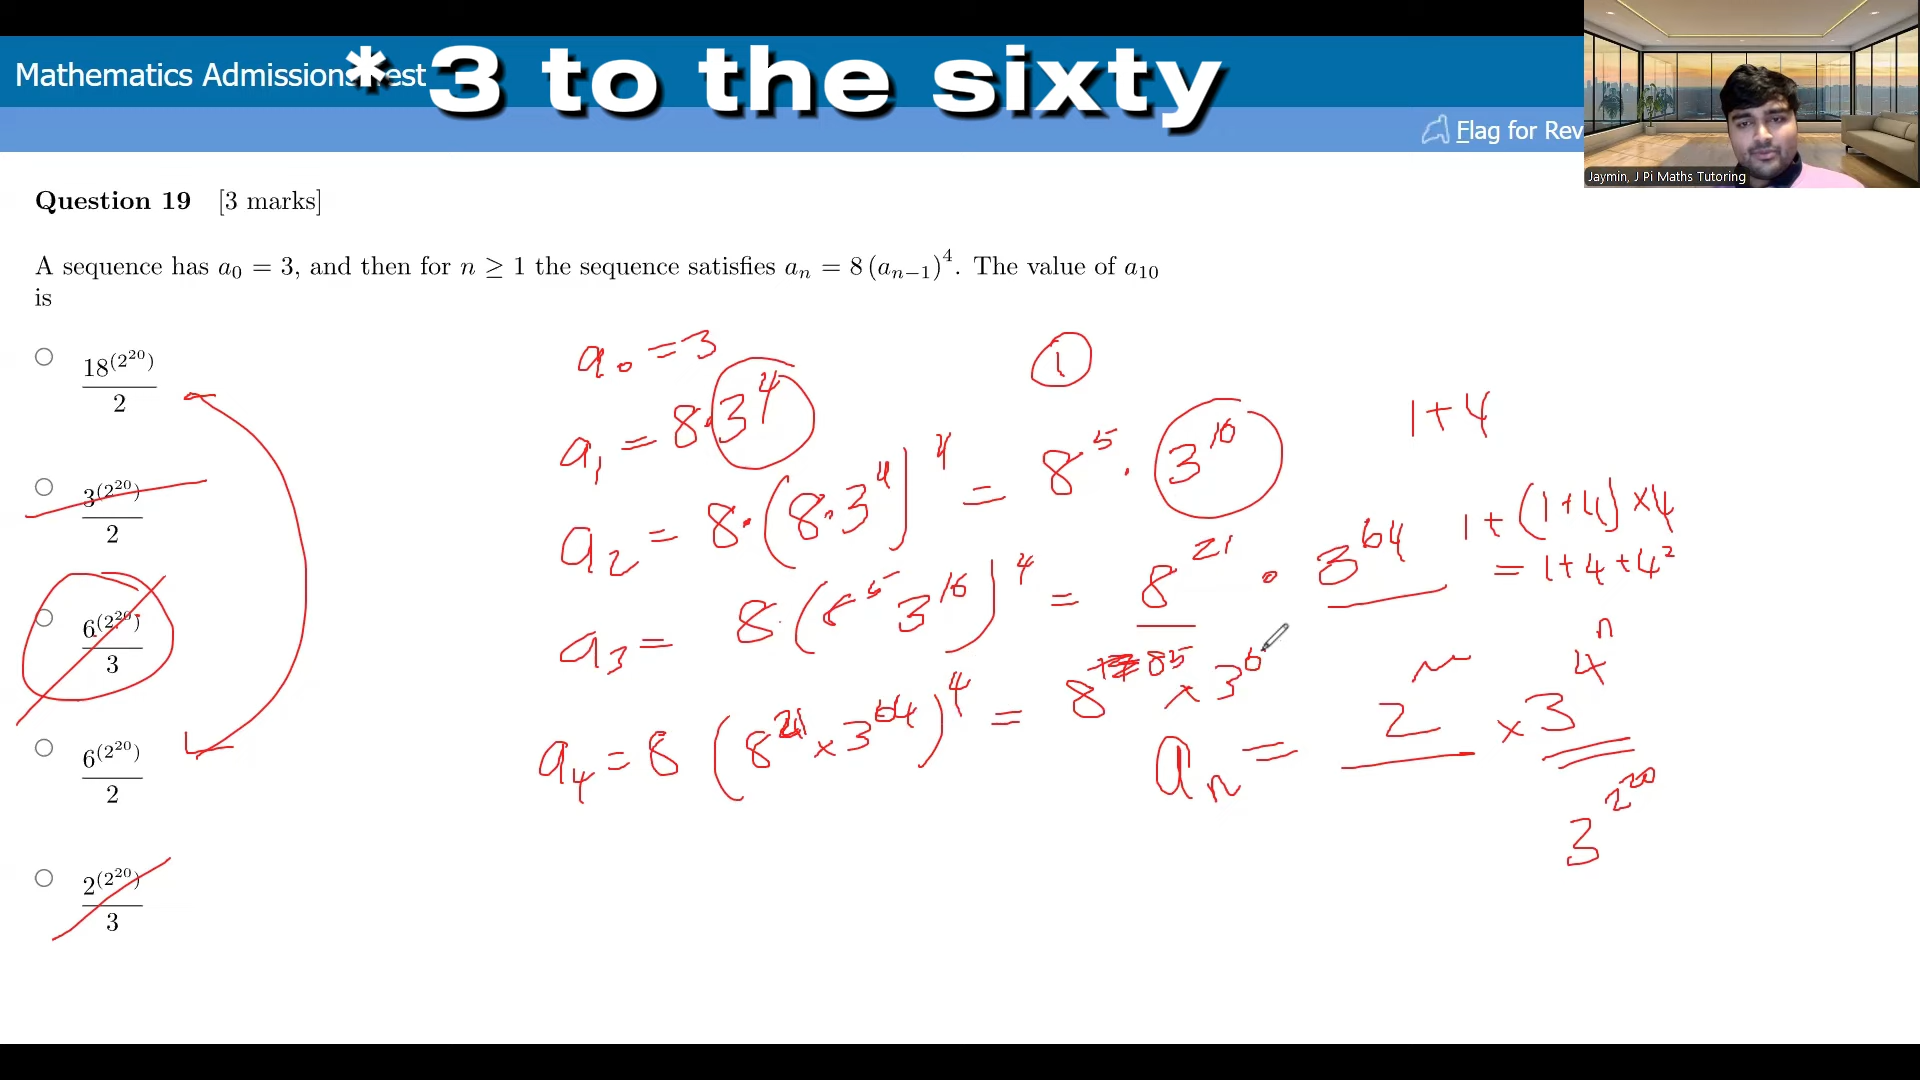 Mathematics Admissions Test
* 3 to the sixty
Flag for Rev
Jaymin, J Pi Maths Tutoring
Question 19 [3 marks]
A sequence has a₀ = 3, and then for n ≥ 1 the sequence satisfies aₙ = 8 (aₙ₋₁)⁴. The value of a₁₀
is
18^(2^20)/2
3^(2^20)/2
6^(2^20)/3
6^(2^20)/2
2^(2^20)/3
a₀ = 3
①
a₁ = 8·3⁴
1+4
a₂ = 8·(8·3⁴)⁴ = 8⁵ · 3¹⁶
1+(1+4)×4
= 1+4+4²
a₃ = 8·(8⁵ 3¹⁶)⁴ = 8²¹ · 3⁶⁴
a₄ = 8 (8²¹ × 3⁶⁴)⁴ = 8⁸⁵ × 3⁶
aₙ = 2^~ × 3^4^n
3^2^20